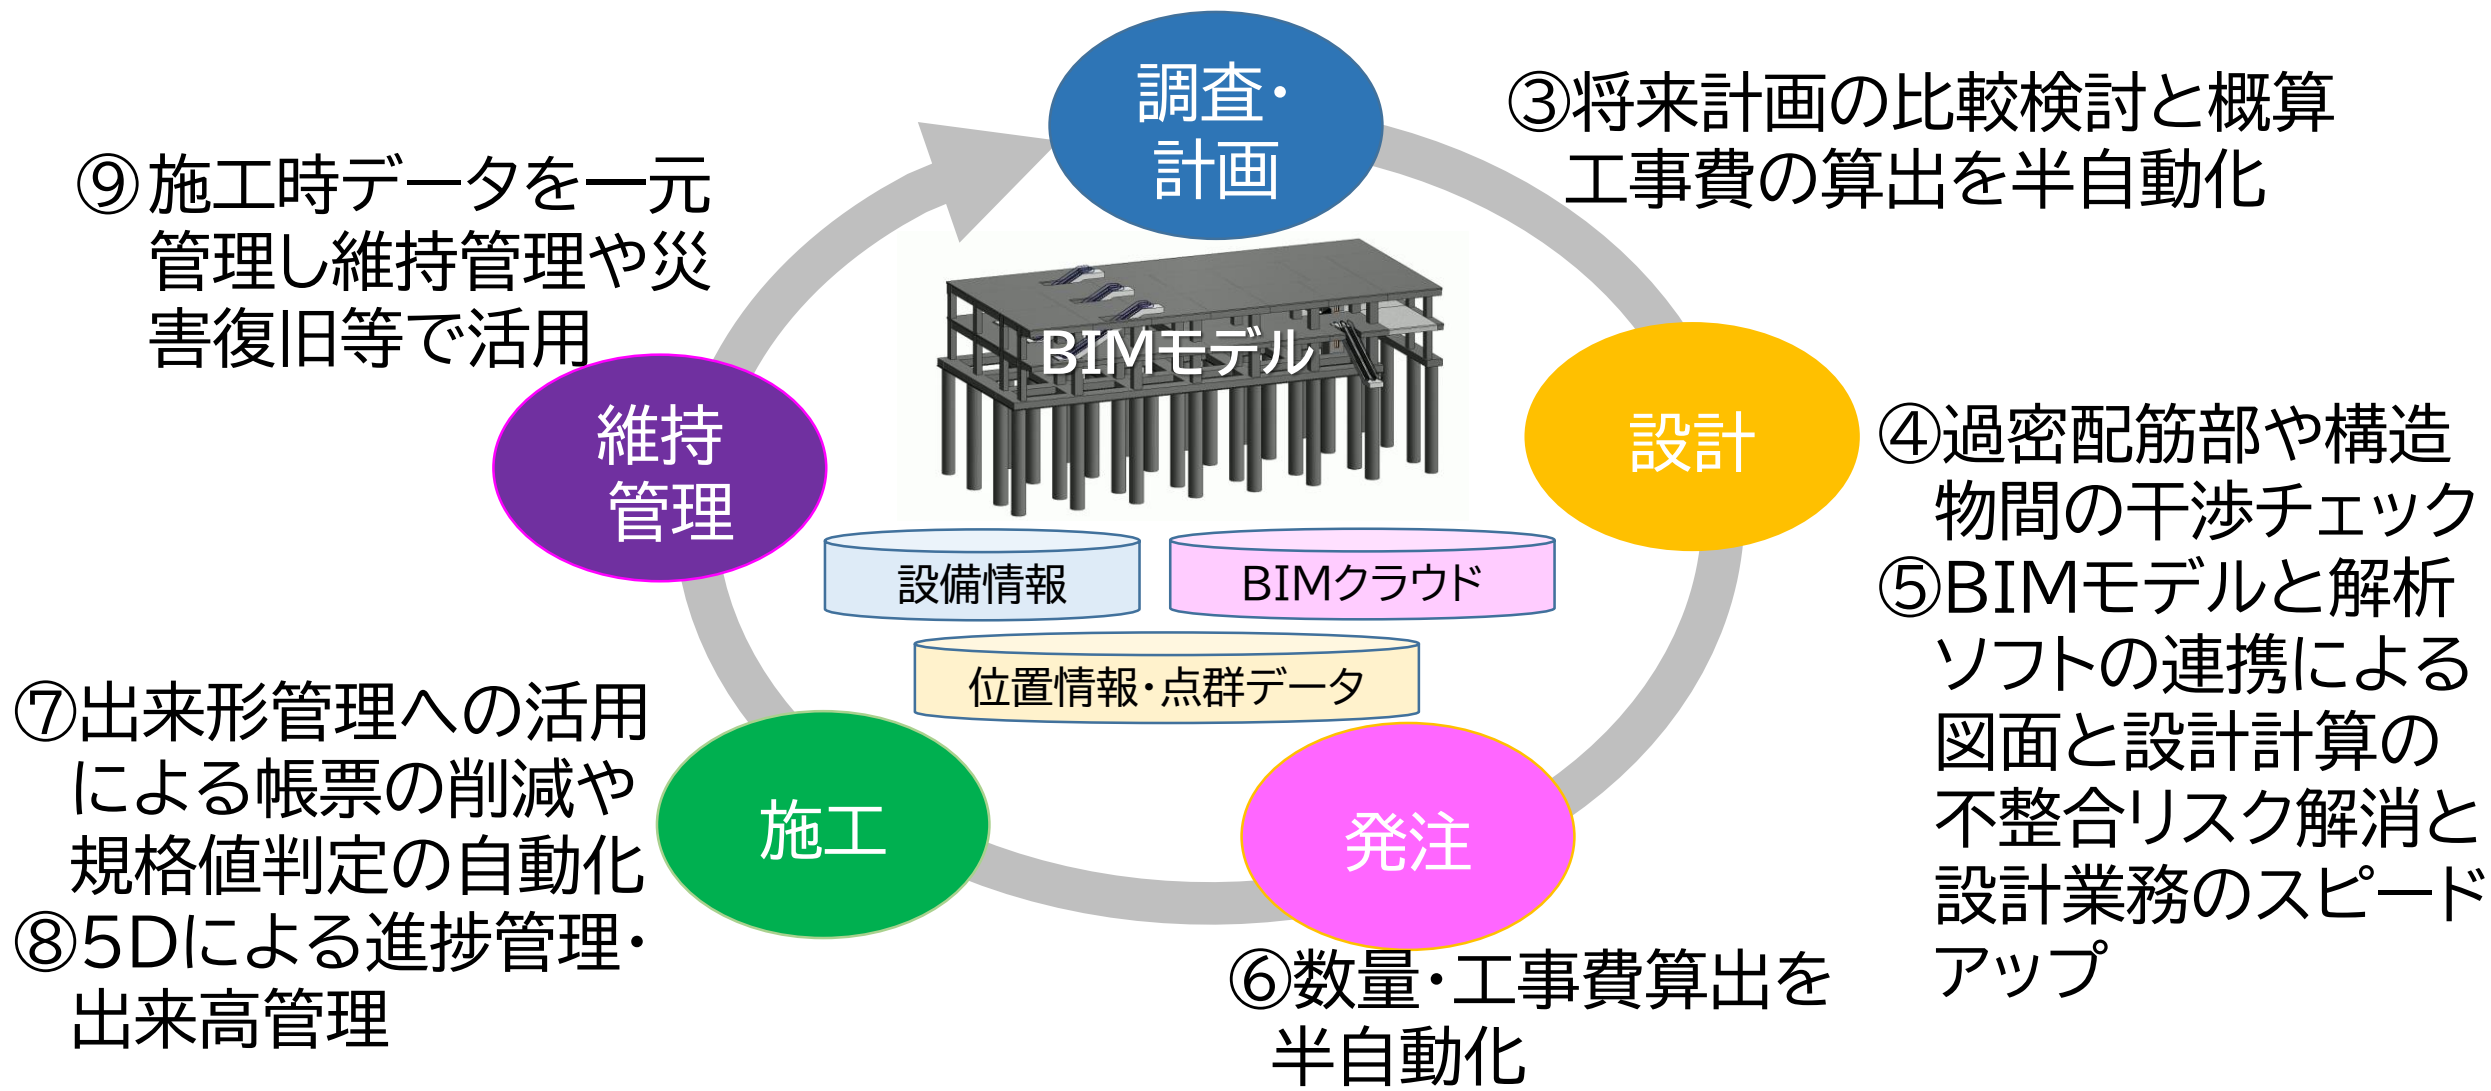 調査・
計画
③将来計画の比較検討と概算
工事費の算出を半自動化
⑨施工時データを一元
管理し維持管理や災
害復旧等で活用
BIMモデル
維持
管理
設計
④過密配筋部や構造
物間の干渉チェック
⑤BIMモデルと解析
ソフトの連携による
図面と設計計算の
不整合リスク解消と
設計業務のスピード
アップ
設備情報
BIMクラウド
位置情報・点群データ
⑦出来形管理への活用
による帳票の削減や
規格値判定の自動化
⑧5Dによる進捗管理・
出来高管理
施工
発注
⑥数量・工事費算出を
半自動化